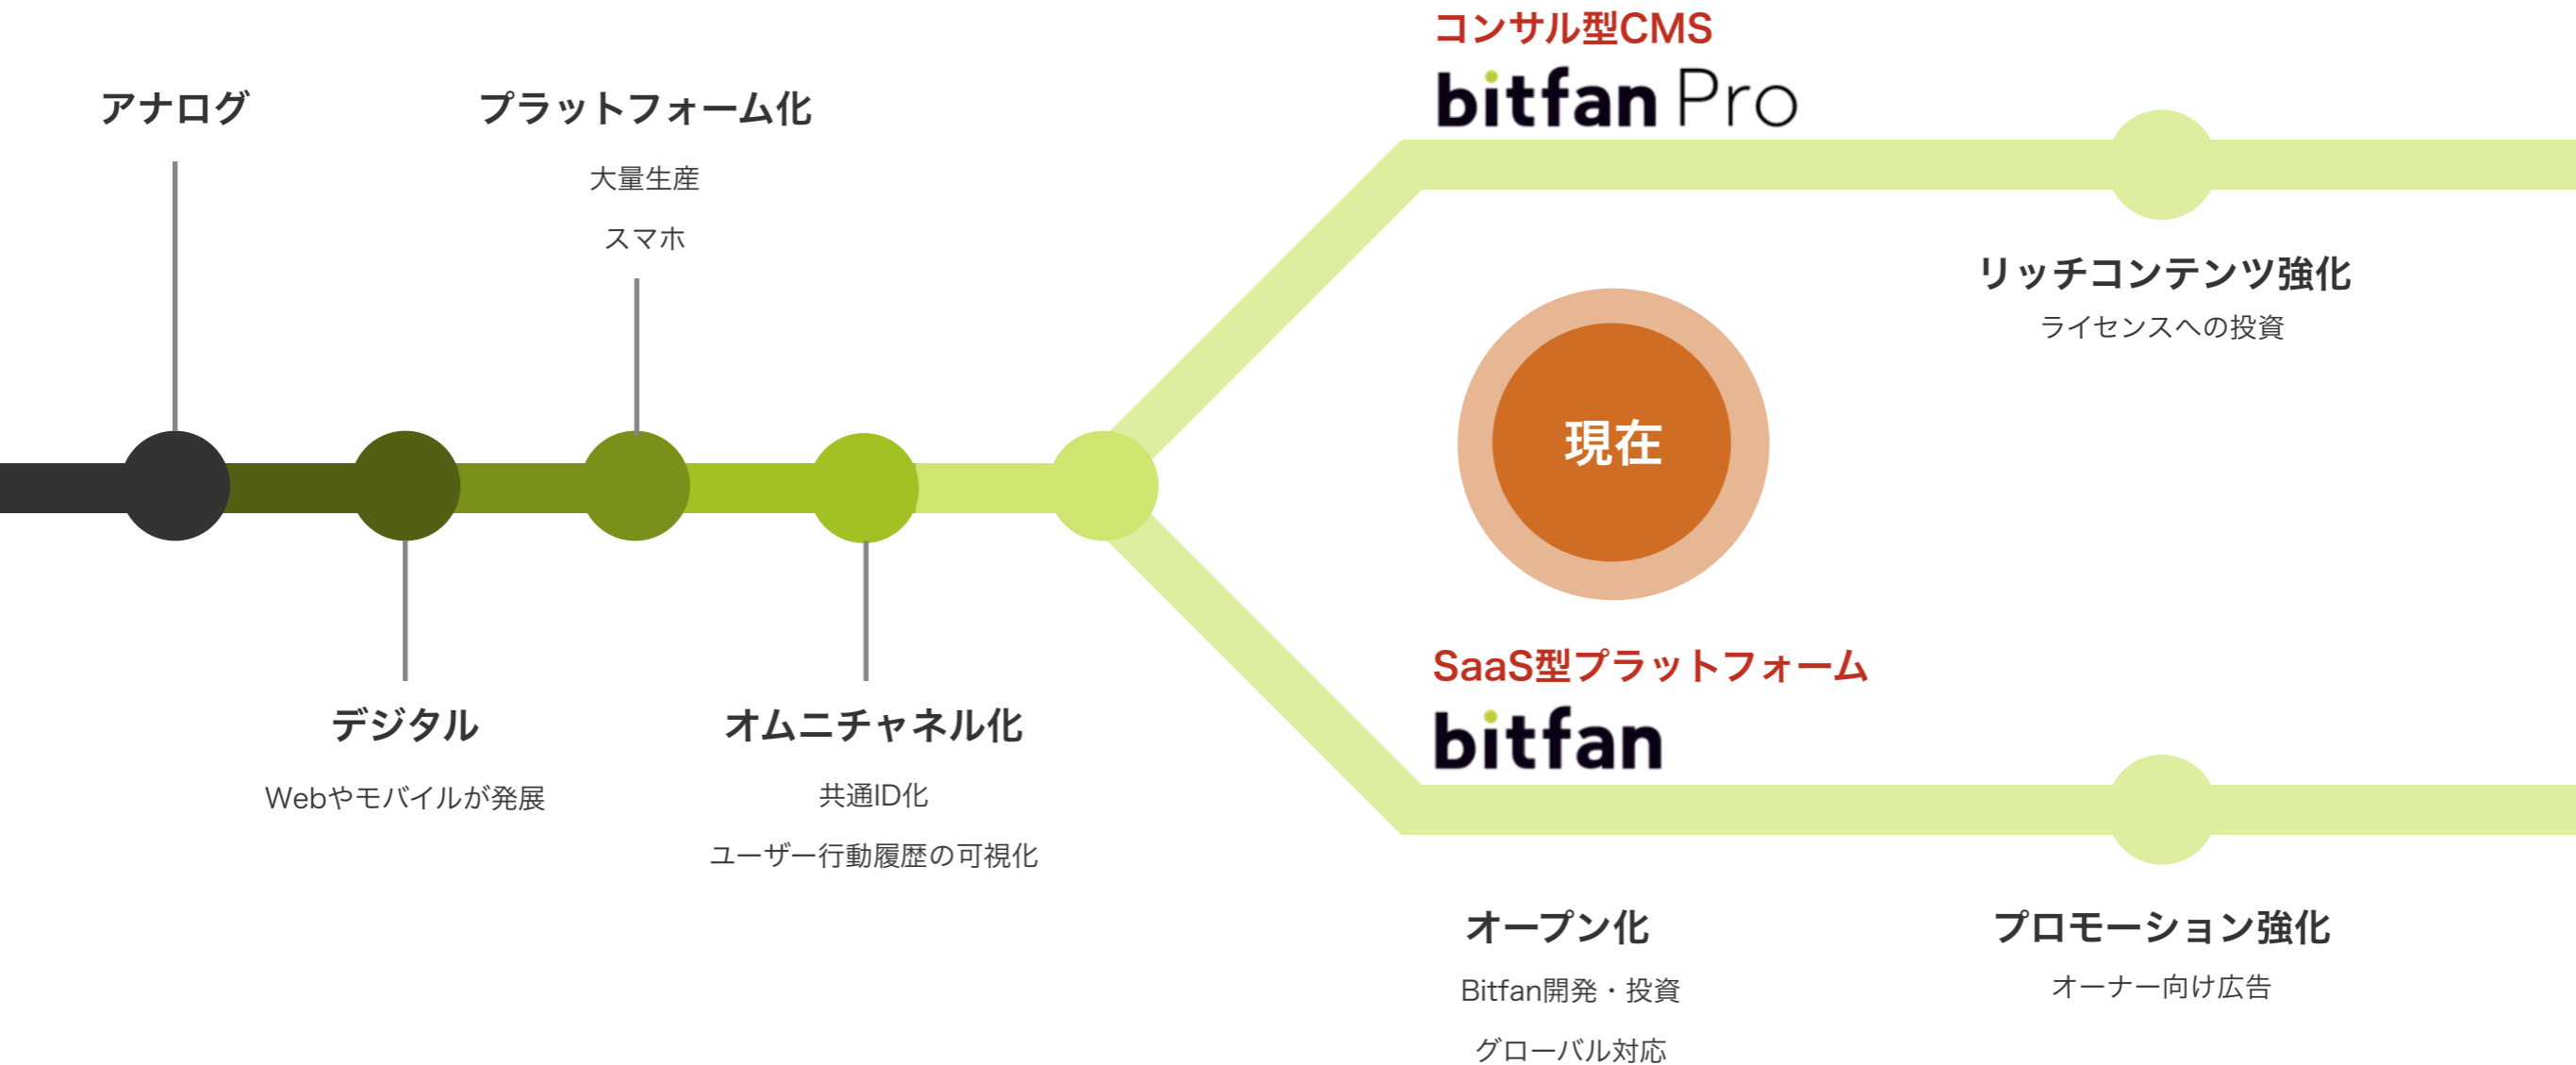 アナログ
プラットフォーム化
大量生産
スマホ
デジタル
Webやモバイルが発展
オムニチャネル化
共通ID化
ユーザー行動履歴の可視化
コンサル型CMS
bitfan Pro
リッチコンテンツ強化
ライセンスへの投資
現在
SaaS型プラットフォーム
bitfan
オープン化
Bitfan開発・投資
グローバル対応
プロモーション強化
オーナー向け広告